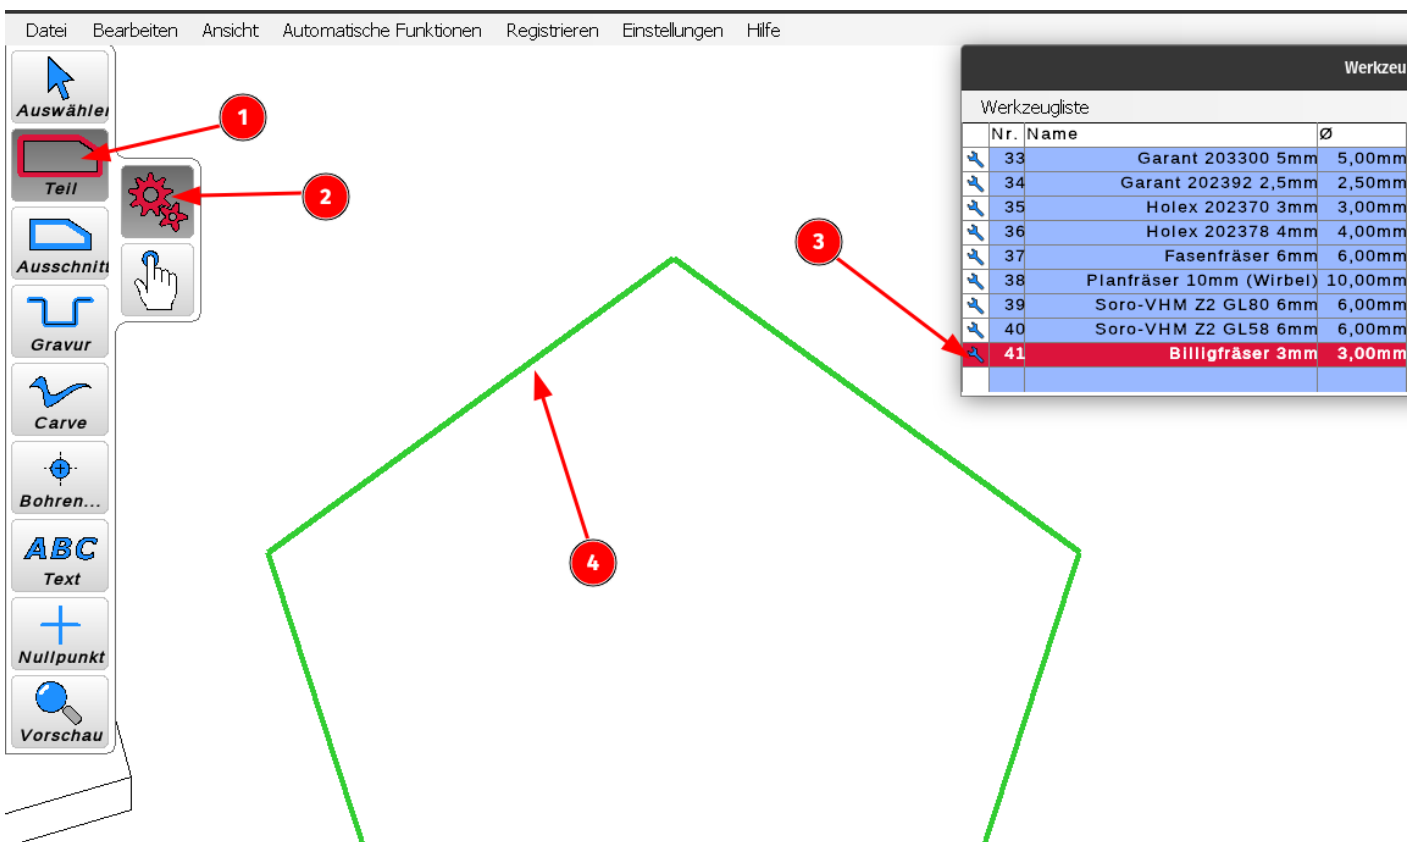 Datei Bearbeiten Ansicht Automatische Funktionen Registrieren Einstellungen Hilfe
Auswähle
Teil
Ausschnitt
Gravur
Carve
Bohren...
ABC
Text
Nullpunkt
Vorschau
1
2
3
4
Werkzeu
Werkzeugliste
Nr. Name Ø
33 Garant 203300 5mm 5,00mm
34 Garant 202392 2,5mm 2,50mm
35 Holex 202370 3mm 3,00mm
36 Holex 202378 4mm 4,00mm
37 Fasenfräser 6mm 6,00mm
38 Planfräser 10mm (Wirbel) 10,00mm
39 Soro-VHM Z2 GL80 6mm 6,00mm
40 Soro-VHM Z2 GL58 6mm 6,00mm
41 Billigfräser 3mm 3,00mm